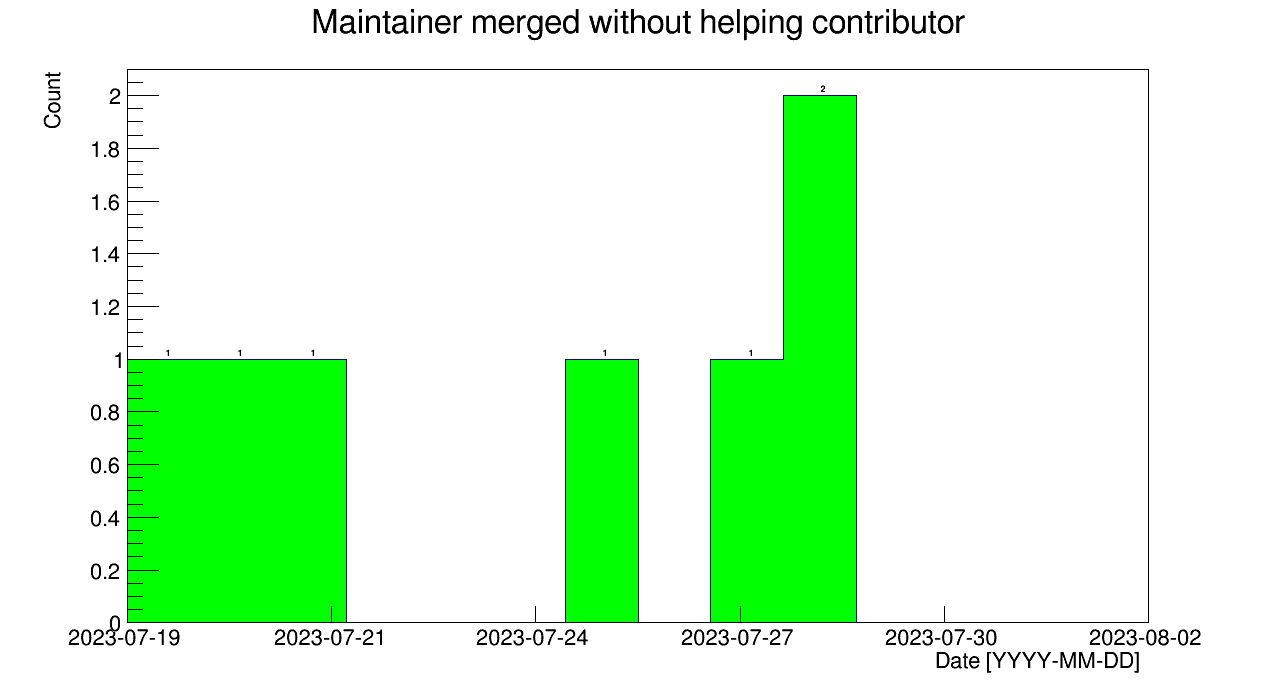 Maintainer merged without helping contributor
Count
2
1.8
1.6
1.4
1.2
1
0.8
0.6
0.4
0.2
0
1 1 1 1 1 2
2023-07-19 2023-07-21 2023-07-24 2023-07-27 2023-07-30 2023-08-02
Date [YYYY-MM-DD]